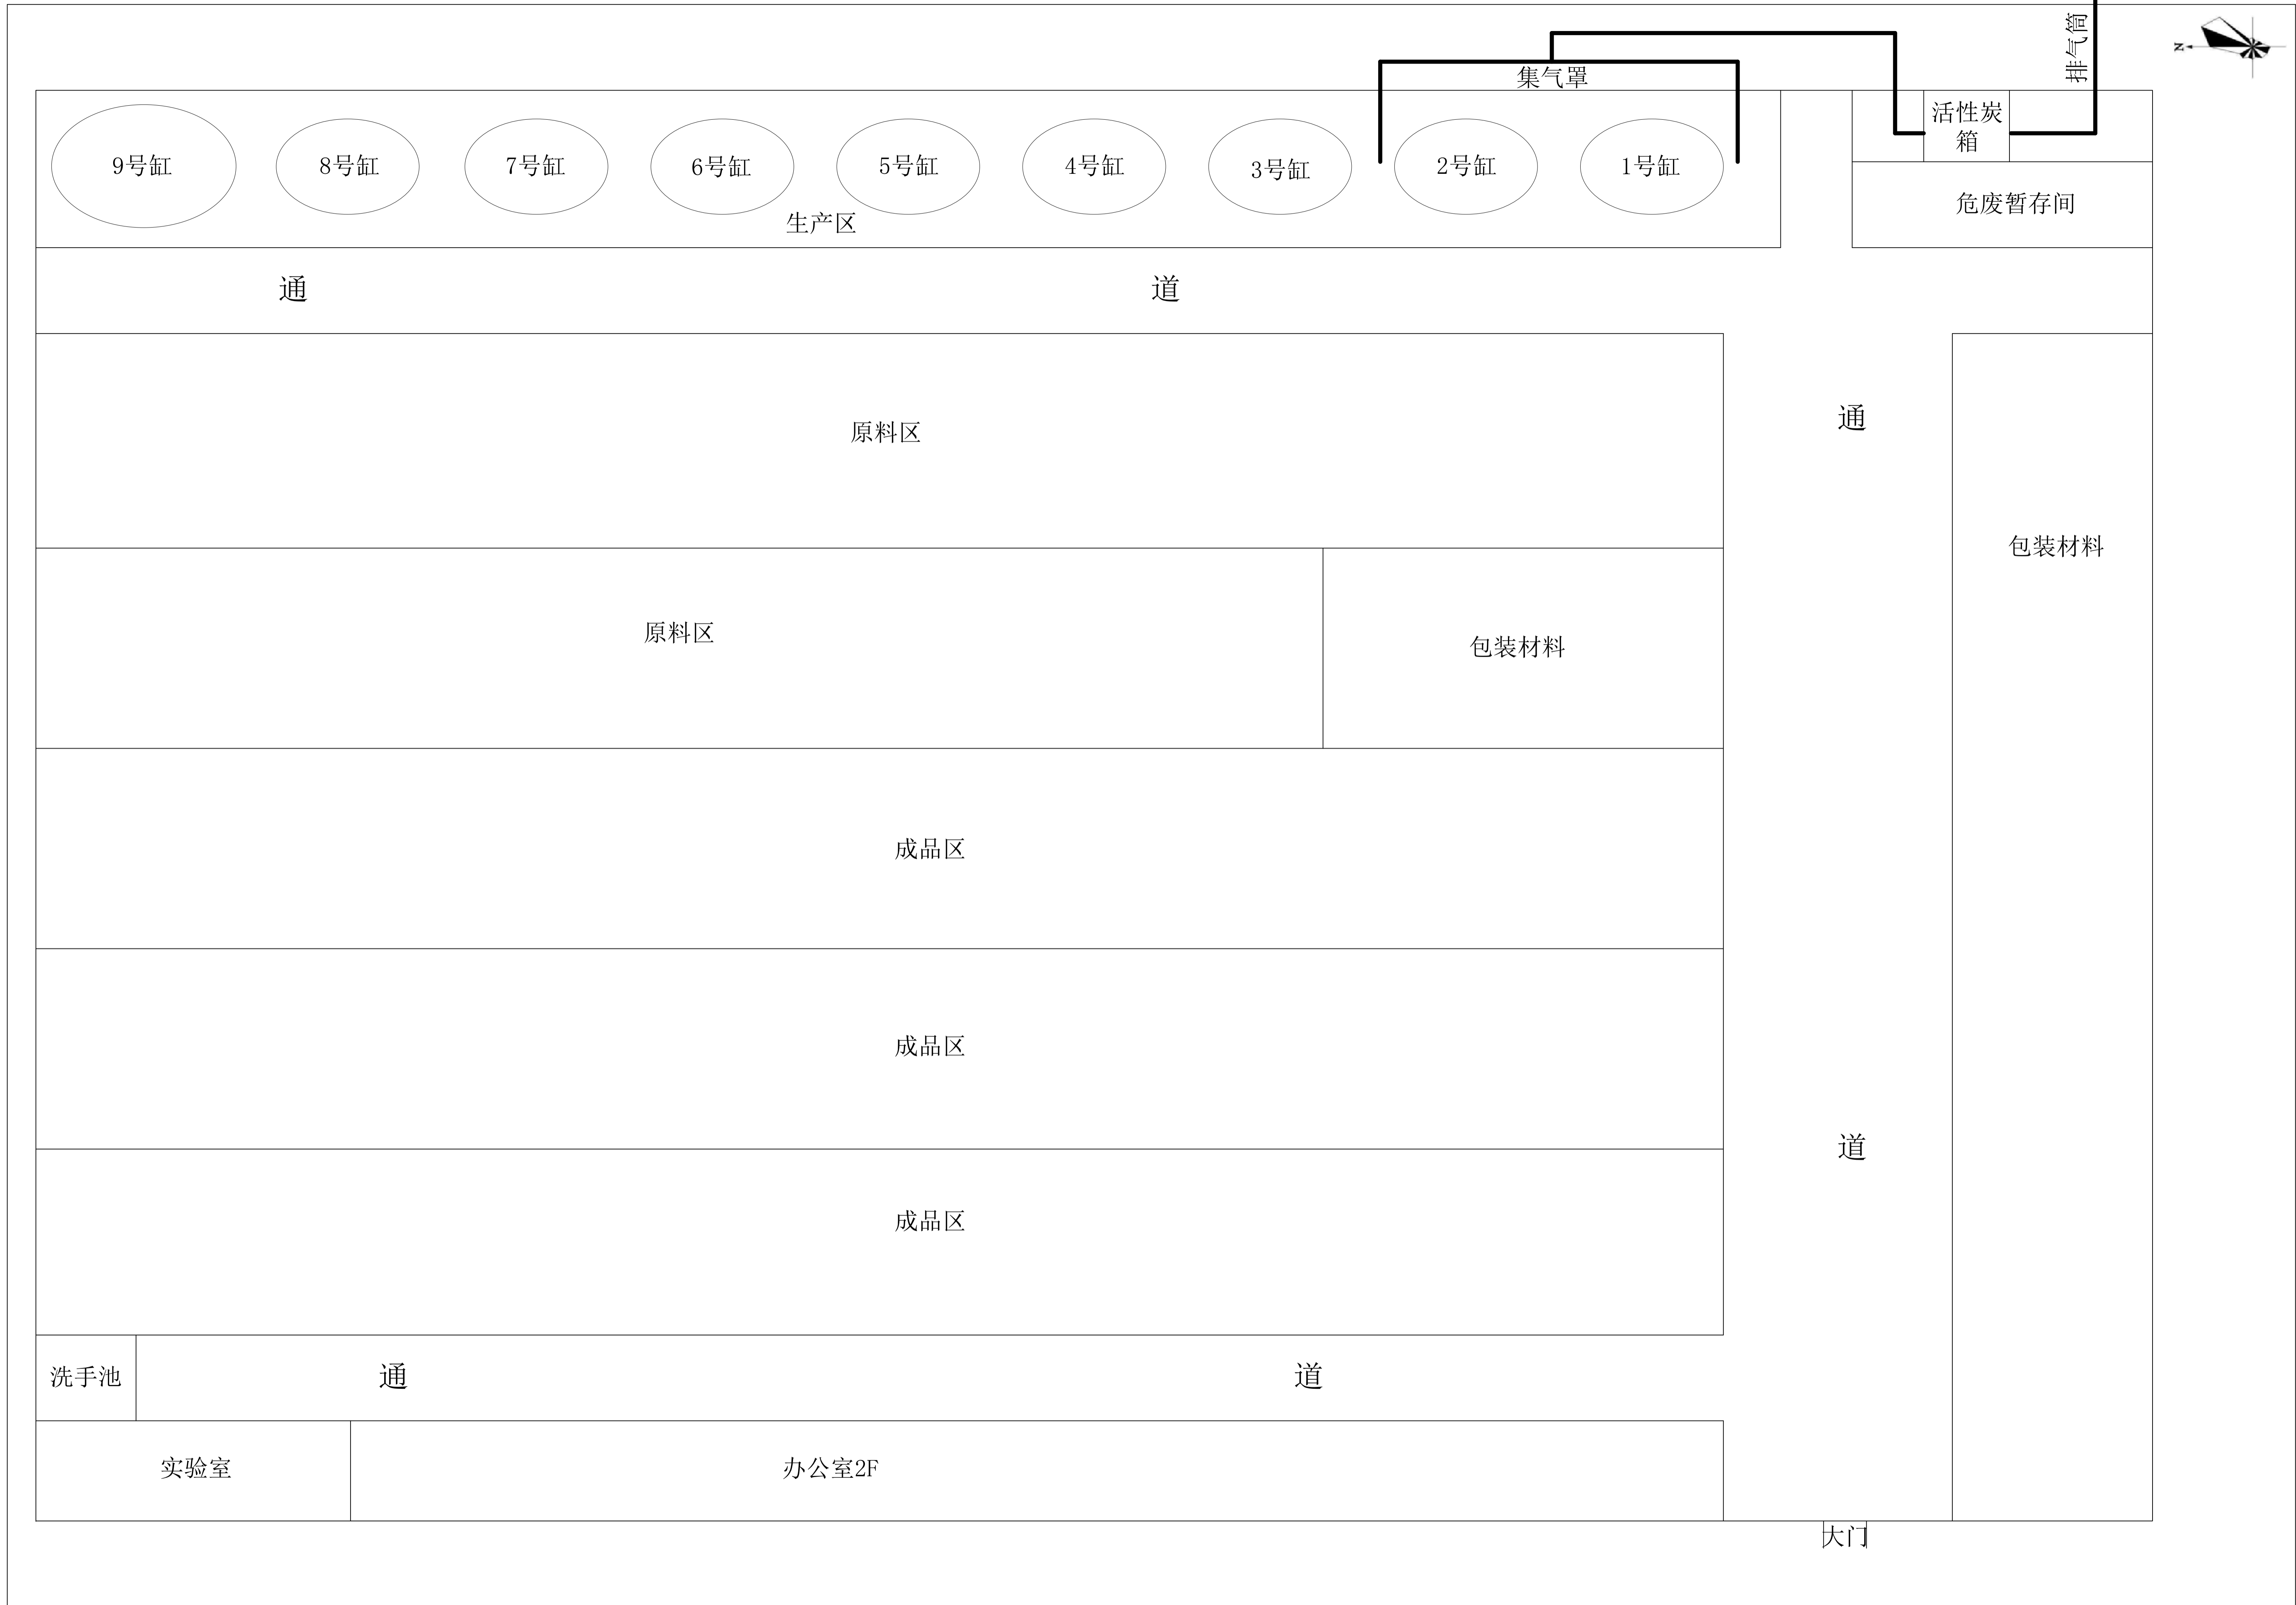 排气筒
N
集气罩
活性炭
箱
9号缸
8号缸
7号缸
6号缸
5号缸
4号缸
3号缸
2号缸
1号缸
生产区
危废暂存间
通
道
原料区
通
包装材料
原料区
包装材料
成品区
成品区
道
成品区
洗手池
通
道
实验室
办公室2F
大门